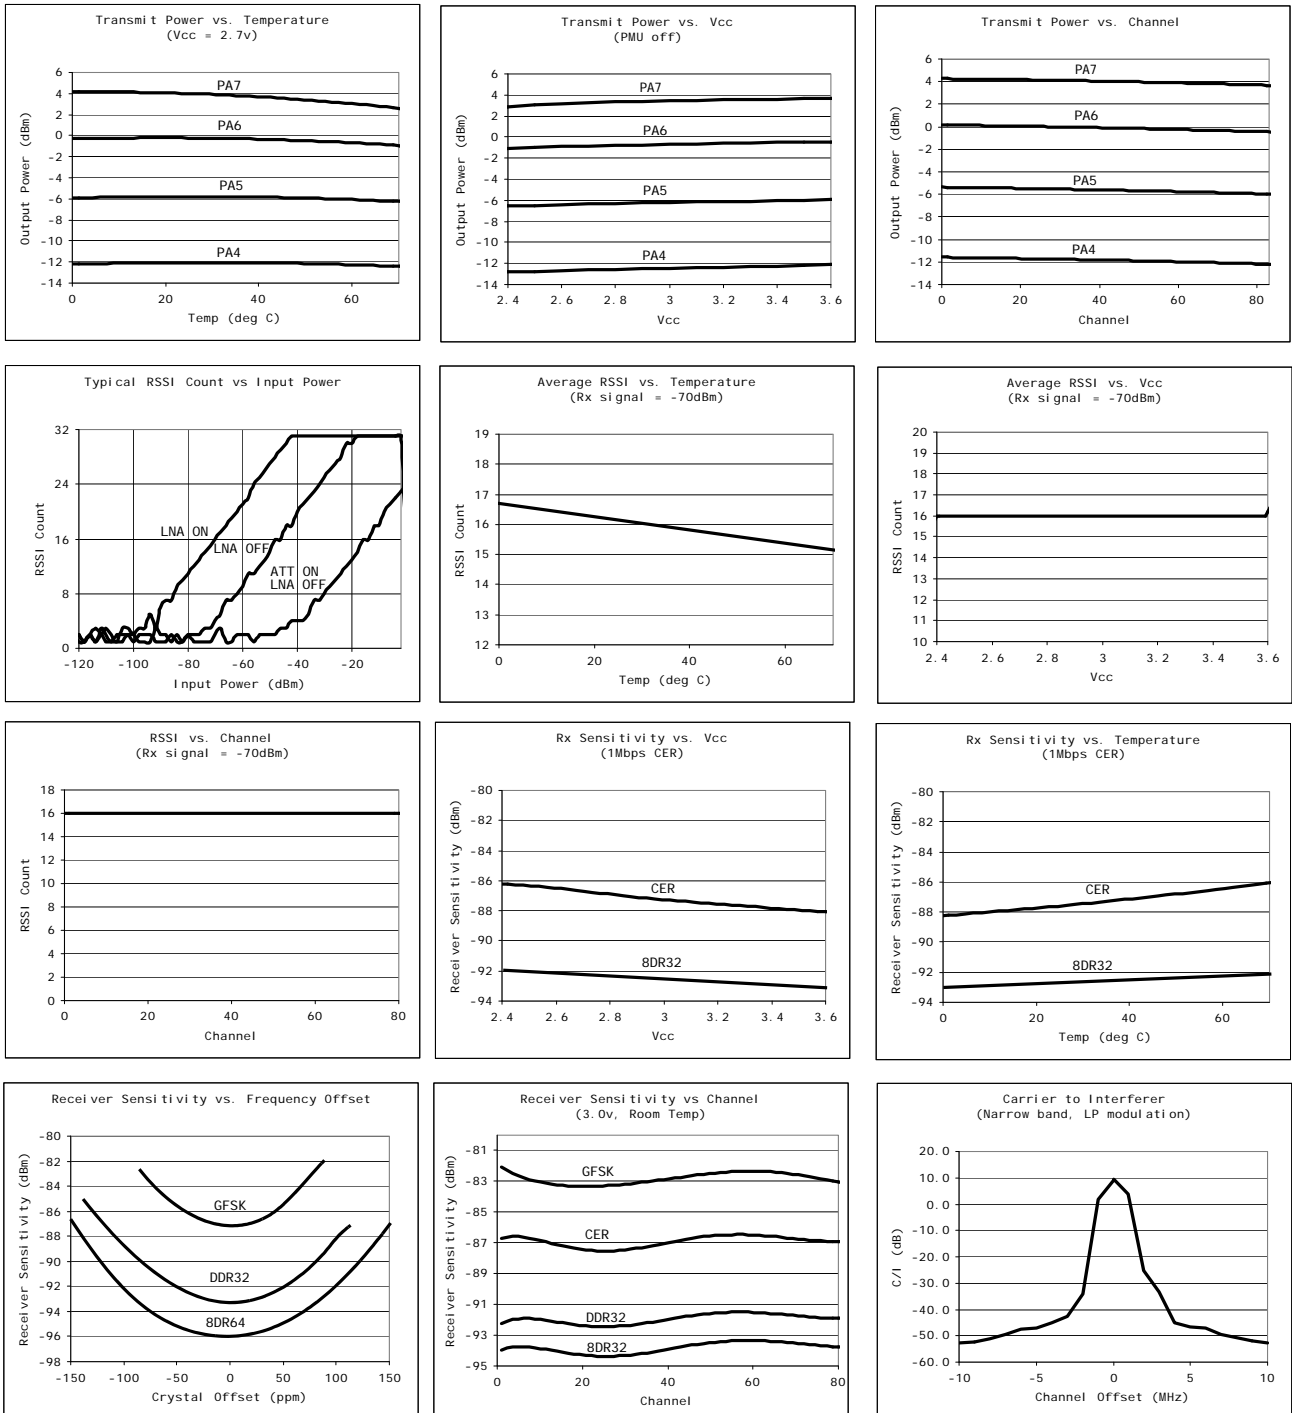 Transmit Power vs. Temperature
(Vcc = 2.7v)
Output Power (dBm)
6
4
2
0
-2
-4
-6
-8
-10
-12
-14
PA7
PA6
PA5
PA4
0 20 40 60
Temp (deg C)
Transmit Power vs. Vcc
(PMU off)
Output Power (dBm)
6
4
2
0
-2
-4
-6
-8
-10
-12
-14
PA7
PA6
PA5
PA4
2.4 2.6 2.8 3 3.2 3.4 3.6
Vcc
Transmit Power vs. Channel
Output Power (dBm)
6
4
2
0
-2
-4
-6
-8
-10
-12
-14
PA7
PA6
PA5
PA4
0 20 40 60 80
Channel
Typical RSSI Count vs Input Power
RSSI Count
32
24
16
8
0
LNA ON
LNA OFF
ATT ON
LNA OFF
-120 -100 -80 -60 -40 -20
Input Power (dBm)
Average RSSI vs. Temperature
(Rx signal = -70dBm)
RSSI Count
19
18
17
16
15
14
13
12
0 20 40 60
Temp (deg C)
Average RSSI vs. Vcc
(Rx signal = -70dBm)
RSSI Count
20
19
18
17
16
15
14
13
12
11
10
2.4 2.6 2.8 3 3.2 3.4 3.6
Vcc
RSSI vs. Channel
(Rx signal = -70dBm)
RSSI Count
18
16
14
12
10
8
6
4
2
0
0 20 40 60 80
Channel
Rx Sensitivity vs. Vcc
(1Mbps CER)
Receiver Sensitivity (dBm)
-80
-82
-84
-86
-88
-90
-92
-94
CER
8DR32
2.4 2.6 2.8 3 3.2 3.4 3.6
Vcc
Rx Sensitivity vs. Temperature
(1Mbps CER)
Receiver Sensitivity (dBm)
-80
-82
-84
-86
-88
-90
-92
-94
CER
8DR32
0 20 40 60
Temp (deg C)
Receiver Sensitivity vs. Frequency Offset
Receiver Sensitivity (dBm)
-80
-82
-84
-86
-88
-90
-92
-94
-96
-98
GFSK
DDR32
8DR64
-150 -100 -50 0 50 100 150
Crystal Offset (ppm)
Receiver Sensitivity vs Channel
(3.0v, Room Temp)
Receiver Sensitivity (dBm)
-81
-83
-85
-87
-89
-91
-93
-95
GFSK
CER
DDR32
8DR32
0 20 40 60 80
Channel
Carrier to Interferer
(Narrow band, LP modulation)
C/I (dB)
20.0
10.0
0.0
-10.0
-20.0
-30.0
-40.0
-50.0
-60.0
-10 -5 0 5 10
Channel Offset (MHz)